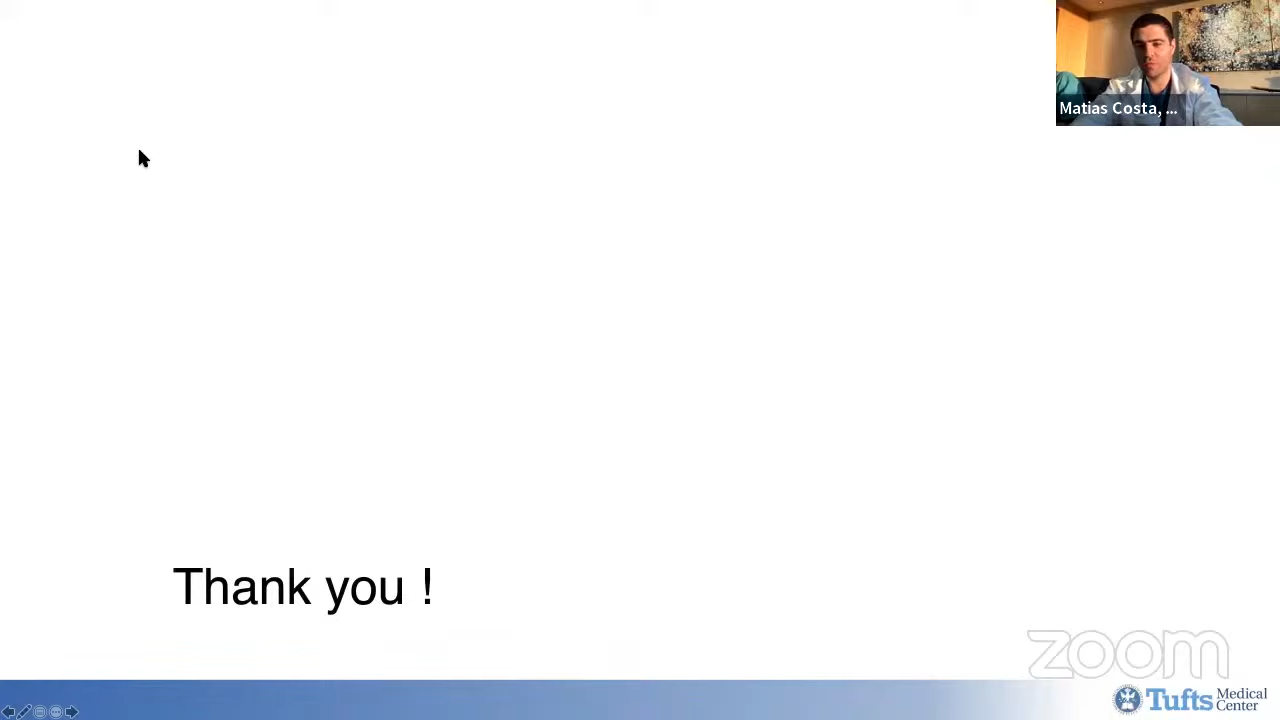 Matias Costa, ...
Thank you !
zoom
Tufts Medical
Center